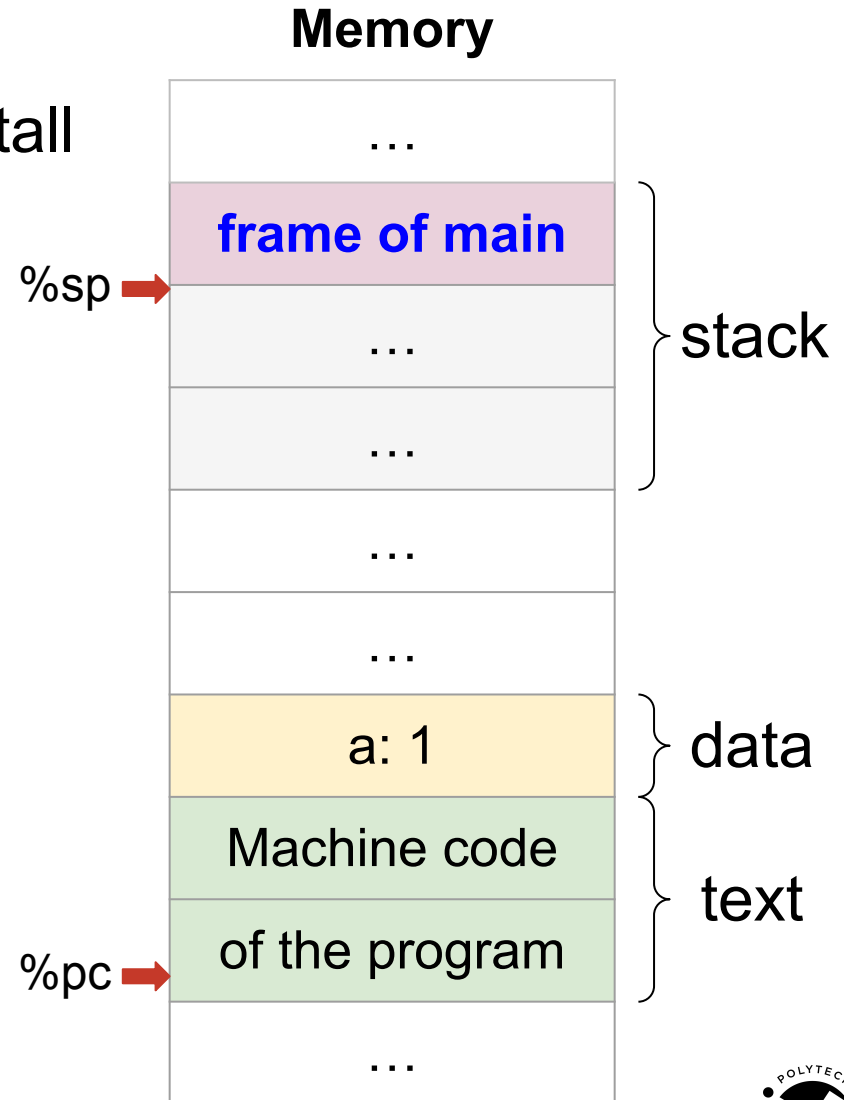 Memory
tall
…
frame of main
%sp
…
stack
…
…
…
a: 1
data
Machine code
text
of the program
%pc
…